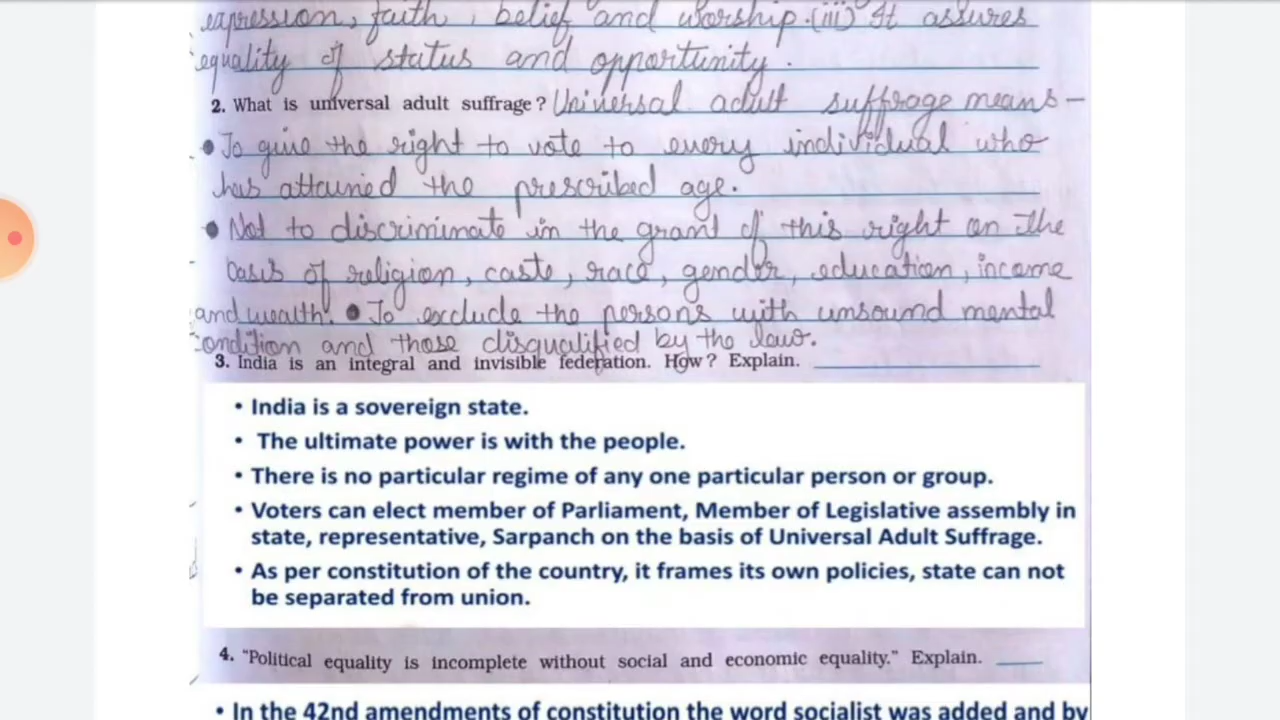 expression, faith, belief and worship. (iii) It assures
equality of status and opportunity.
2. What is universal adult suffrage? Universal adult suffrage means -
• To give the right to vote to every individual who
has attained the prescribed age.
• Not to discriminate in the grant of this right on the
basis of religion, caste, race, gender, education, income
and wealth. • To exclude the persons with unsound mental
condition and those disqualified by the law.
3. India is an integral and invisible federation. How? Explain.
• India is a sovereign state.
• The ultimate power is with the people.
• There is no particular regime of any one particular person or group.
• Voters can elect member of Parliament, Member of Legislative assembly in
state, representative, Sarpanch on the basis of Universal Adult Suffrage.
• As per constitution of the country, it frames its own policies, state can not
be separated from union.
4. "Political equality is incomplete without social and economic equality." Explain.
• In the 42nd amendments of constitution the word socialist was added and by